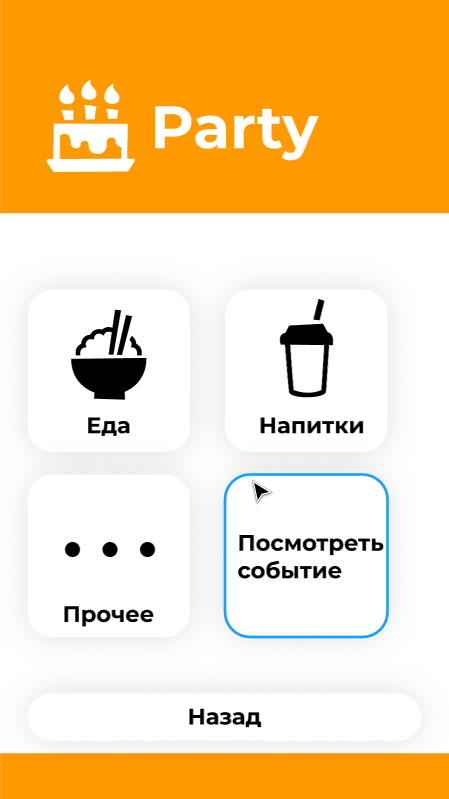 Party
Еда
Напитки
Прочее
Посмотреть
событие
Назад